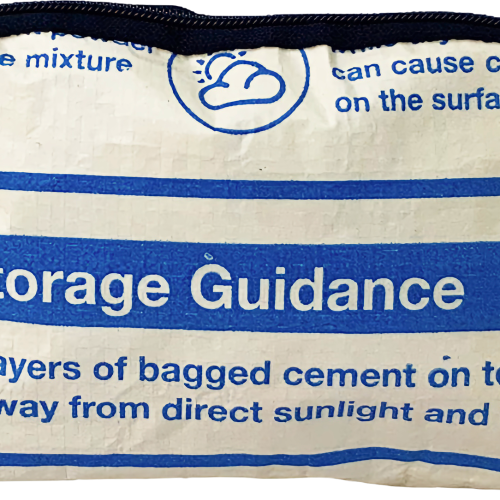 e mixture
can cause c
on the surfa
torage Guidance
ayers of bagged cement on to
way from direct sunlight and